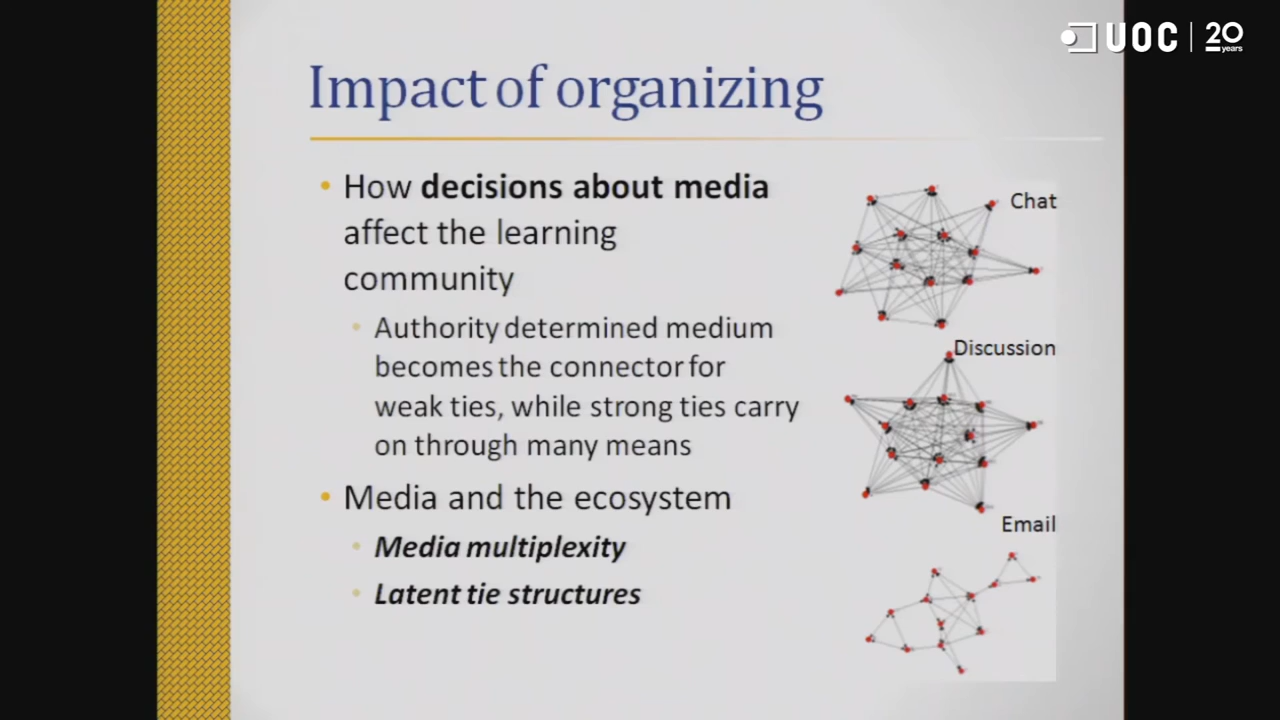 UOC | 20 years
Impact of organizing
• How decisions about media
affect the learning
community
• Authority determined medium
becomes the connector for
weak ties, while strong ties carry
on through many means
• Media and the ecosystem
• Media multiplexity
• Latent tie structures
Chat
Discussion
Email